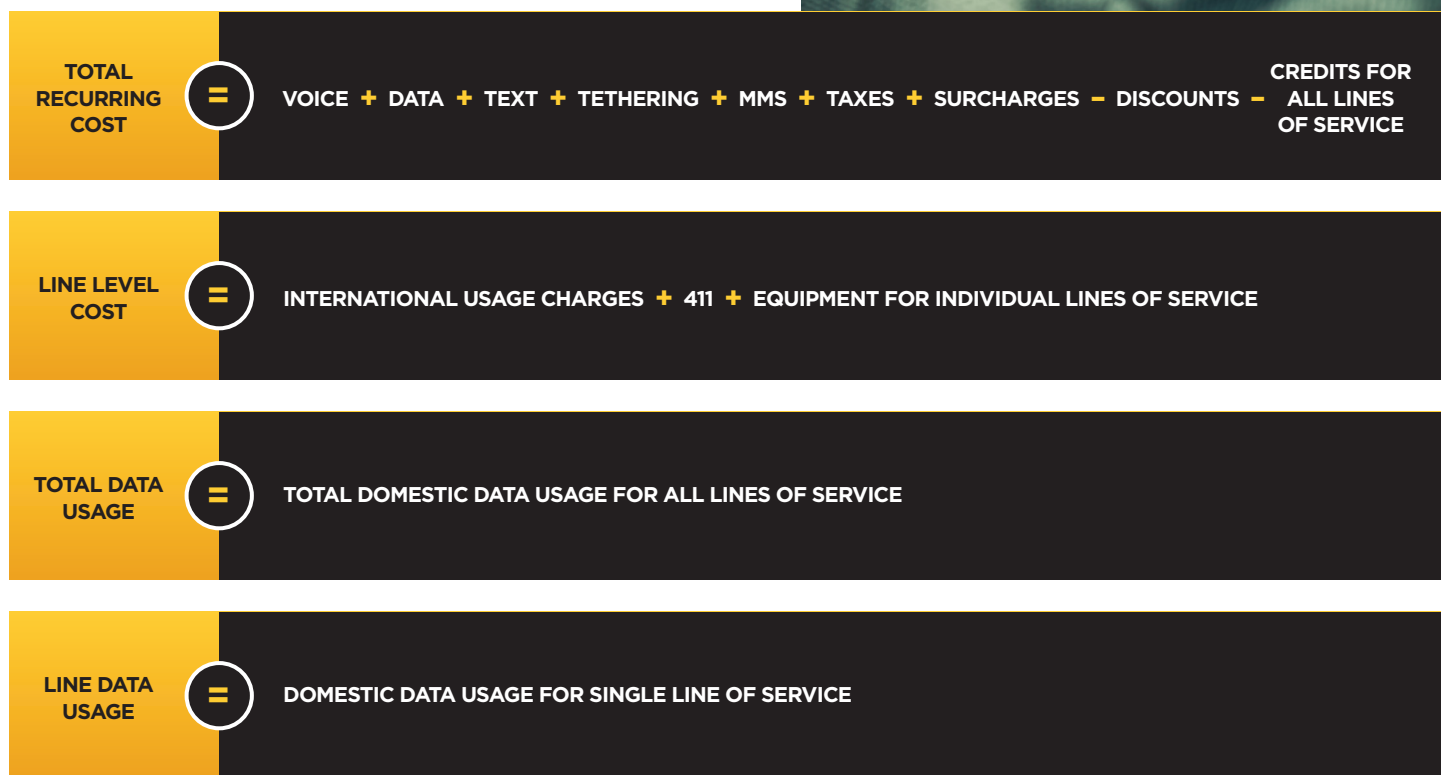 TOTAL
RECURRING
COST
= VOICE + DATA + TEXT + TETHERING + MMS + TAXES + SURCHARGES – DISCOUNTS –
CREDITS FOR
ALL LINES
OF SERVICE
LINE LEVEL
COST
= INTERNATIONAL USAGE CHARGES + 411 + EQUIPMENT FOR INDIVIDUAL LINES OF SERVICE
TOTAL DATA
USAGE
= TOTAL DOMESTIC DATA USAGE FOR ALL LINES OF SERVICE
LINE DATA
USAGE
= DOMESTIC DATA USAGE FOR SINGLE LINE OF SERVICE